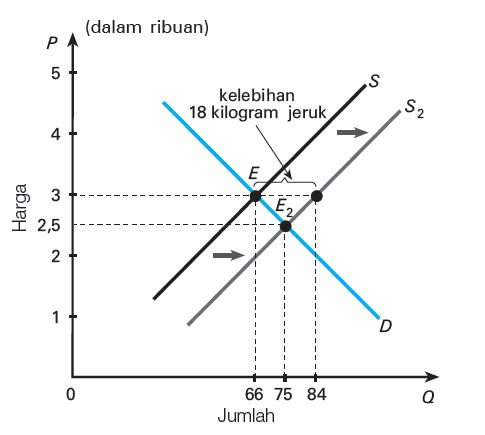 (dalam ribuan)
P
5
4
3
2,5
2
1
0
Harga
kelebihan
18 kilogram jeruk
S
S2
E
E2
D
66 75 84
Q
Jumlah